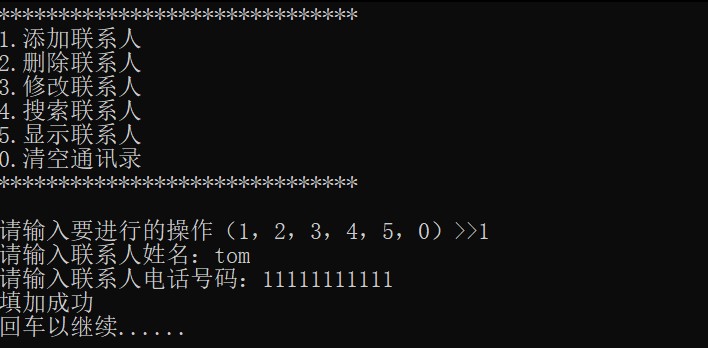 *******************************
1.添加联系人
2.删除联系人
3.修改联系人
4.搜索联系人
5.显示联系人
0.清空通讯录
*******************************
请输入要进行的操作（1，2，3，4，5，0）>>1
请输入联系人姓名：tom
请输入联系人电话号码：11111111111
填加成功
回车以继续......